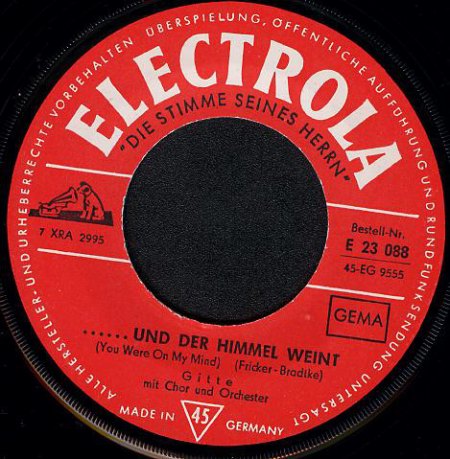 ALLE HERSTELLER- UND URHEBERRECHTE VORBEHALTEN ÜBERSPIELUNG, ÖFFENTLICHE AUFFÜHRUNG UND RUNDFUNKSENDUNG UNTERSAGT
ELECTROLA
"DIE STIMME SEINES HERRN"
7 XRA 2995
Bestell-Nr.
E 23 088
45-EG 9555
GEMA
...... UND DER HIMMEL WEINT
(You Were On My Mind) (Fricker-Bradtke)
Gitte
mit Chor und Orchester
MADE IN 45 GERMANY